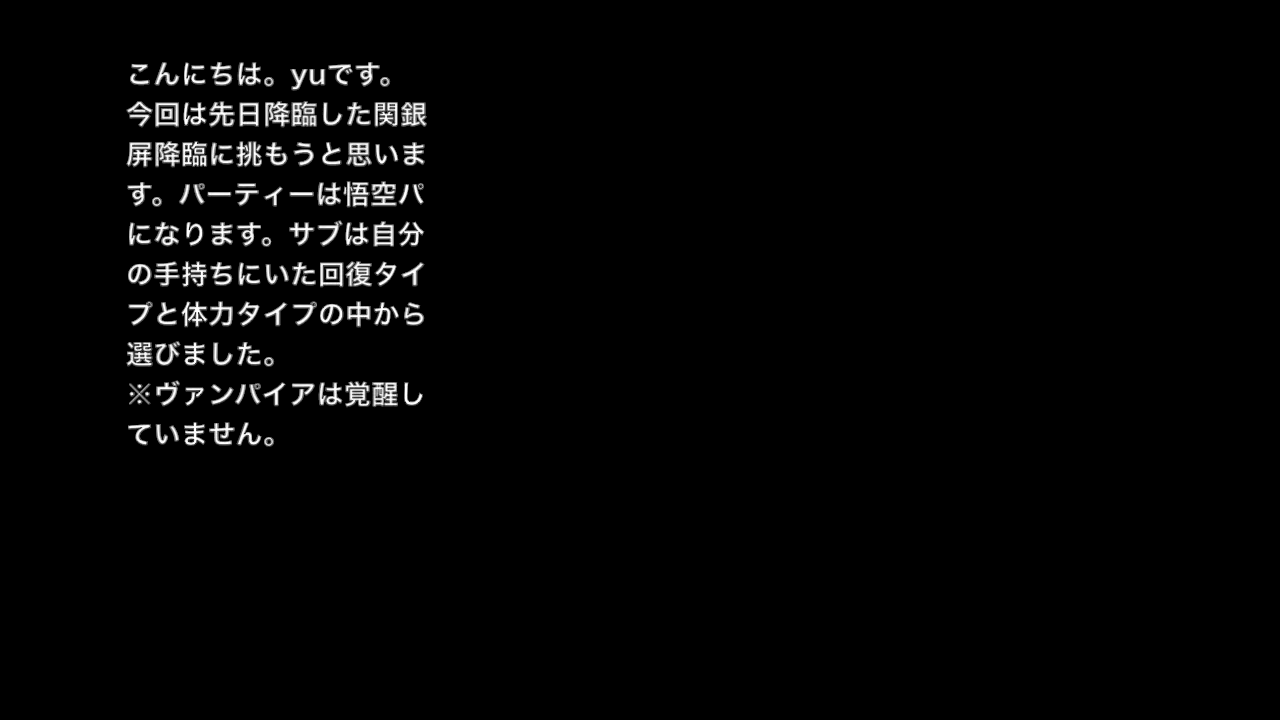 こんにちは。yuです。
今回は先日降臨した関銀
屏降臨に挑もうと思いま
す。パーティーは悟空パ
になります。サブは自分
の手持ちにいた回復タイ
プと体力タイプの中から
選びました。
※ヴァンパイアは覚醒し
ていません。